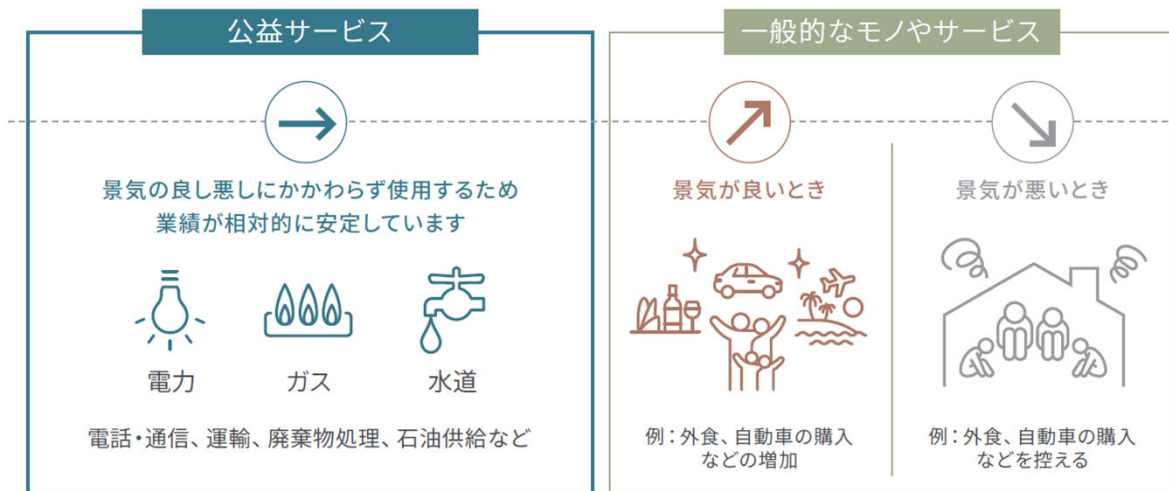 公益サービス
景気の良し悪しにかかわらず使用するため
業績が相対的に安定しています
電力
ガス
水道
電話・通信、運輸、廃棄物処理、石油供給など
一般的なモノやサービス
景気が良いとき
例：外食、自動車の購入
などの増加
景気が悪いとき
例：外食、自動車の購入
などを控える